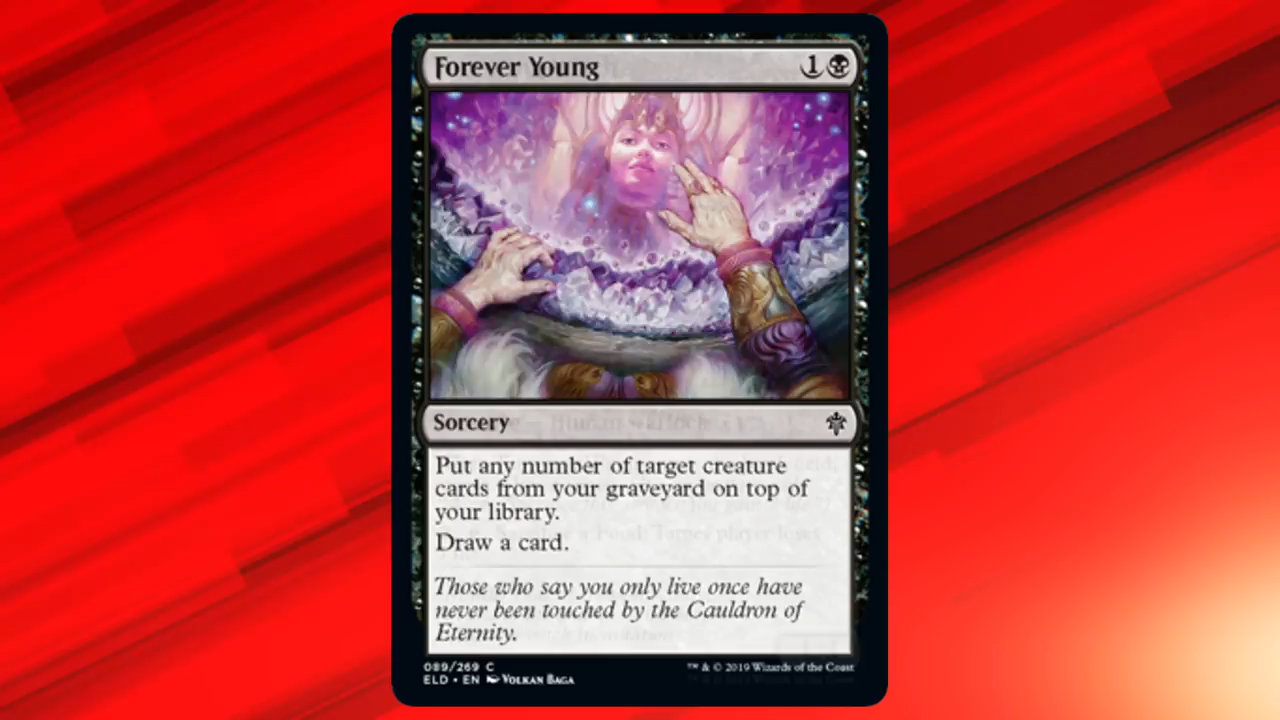 Forever Young 1
Sorcery
Put any number of target creature
cards from your graveyard on top of
your library.
Draw a card.
Those who say you only live once have
never been touched by the Cauldron of
Eternity.
089/269 C
™ & © 2019 Wizards of the Coast
ELD • EN Volkan Baga